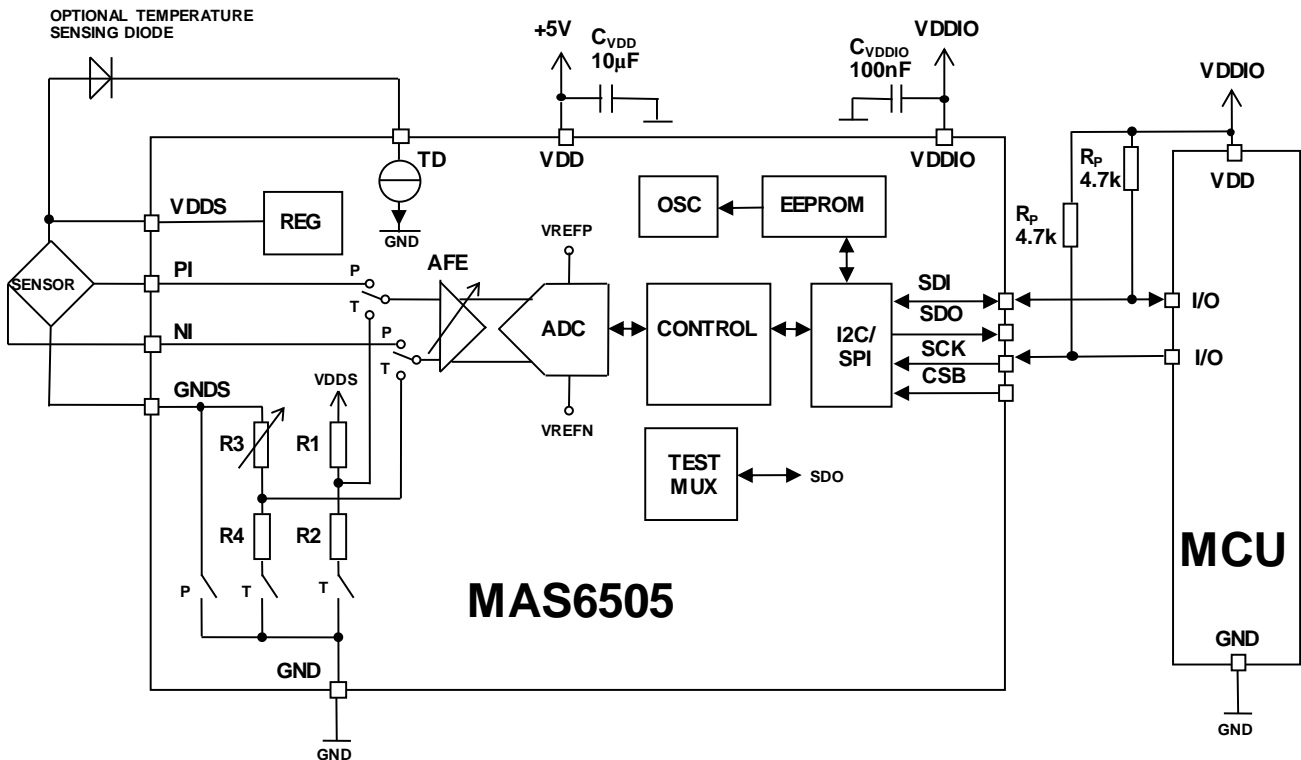 OPTIONAL TEMPERATURE
SENSING DIODE
+5V
CVDD
10μF
CVDDIO
100nF
VDDIO
VDDIO
TD
VDD
VDDIO
RP
4.7k
RP
4.7k
VDD
VDDS
REG
GND
OSC
EEPROM
SENSOR
PI
P
T
AFE
VREFP
ADC
CONTROL
I2C/
SPI
SDI
SDO
SCK
CSB
I/O
I/O
NI
P
T
GNDS
VDDS
VREFN
R3
R1
TEST
MUX
SDO
R4
R2
P
T
T
MAS6505
MCU
GND
GND
GND
GND